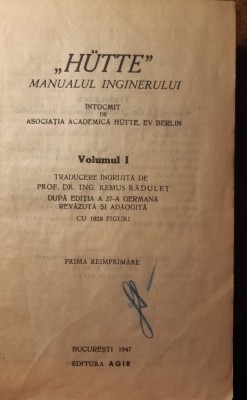 „HÜTTE”
MANUALUL INGINERULUI
ÎNTOCMIT
DE
ASOCIAȚIA ACADEMICĂ HÜTTE, EV BERLIN
Volumul I
TRADUCERE ÎNGRIJITĂ DE
PROF. DR. ING. REMUS RĂDULEȚ
DUPĂ EDIȚIA A 27-A GERMANĂ
REVĂZUTĂ ȘI ADĂOGITĂ
CU 1028 FIGURI
PRIMA REIMPRIMARE
BUCUREȘTI 1947
EDITURA AGIR